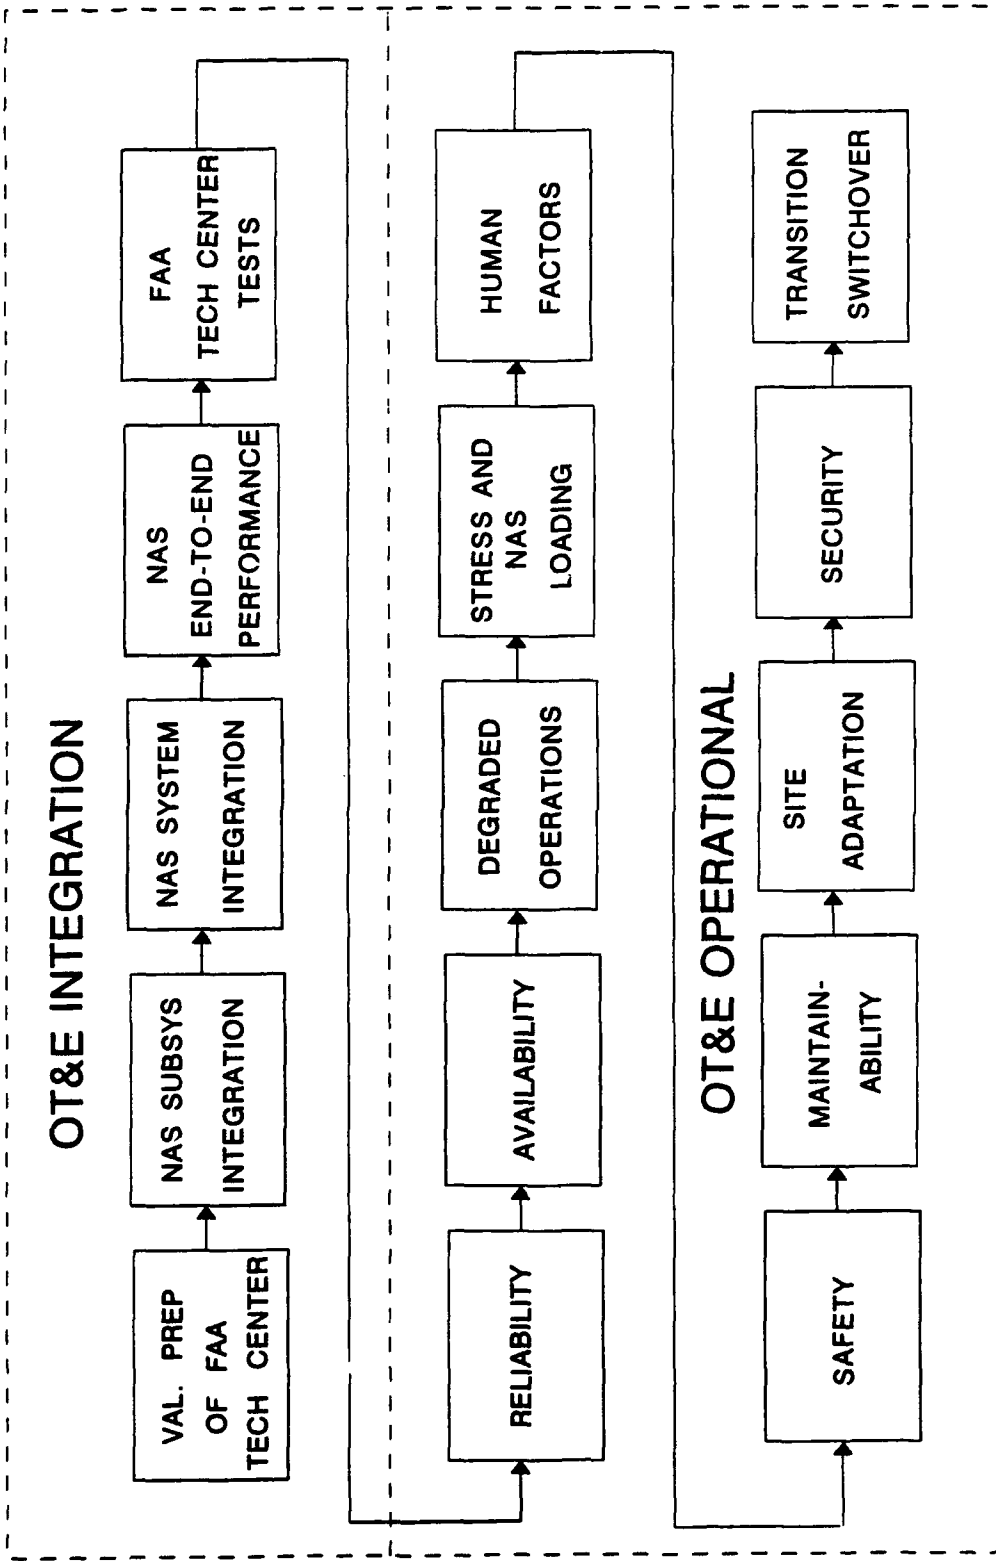 OT&E INTEGRATION
VAL. PREP
OF FAA
TECH CENTER
NAS SUBSYS
INTEGRATION
NAS SYSTEM
INTEGRATION
NAS
END-TO-END
PERFORMANCE
FAA
TECH CENTER
TESTS
RELIABILITY
AVAILABILITY
DEGRADED
OPERATIONS
STRESS AND
NAS
LOADING
HUMAN
FACTORS
OT&E OPERATIONAL
SAFETY
MAINTAIN-
ABILITY
SITE
ADAPTATION
SECURITY
TRANSITION
SWITCHOVER